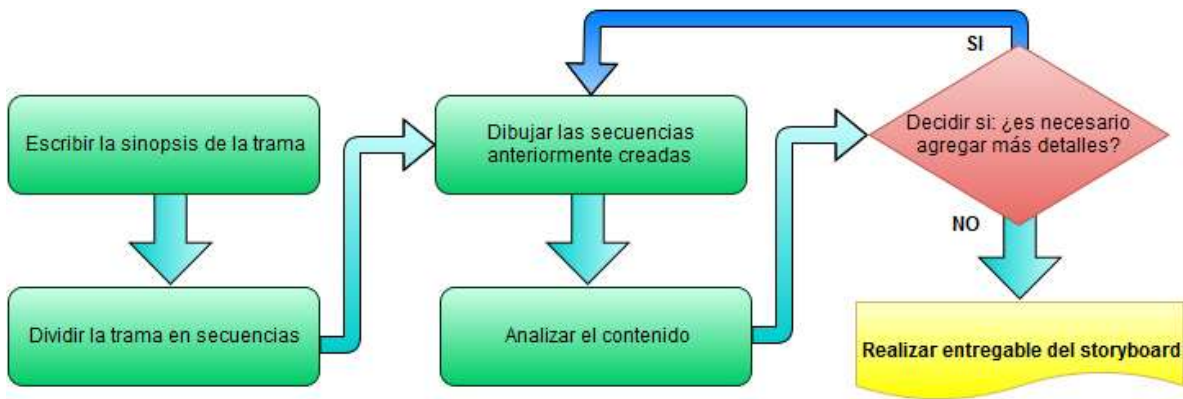 Escribir la sinopsis de la trama
Dividir la trama en secuencias
Dibujar las secuencias
anteriormente creadas
Analizar el contenido
Decidir si: ¿es necesario
agregar más detalles?
SI
NO
Realizar entregable del storyboard